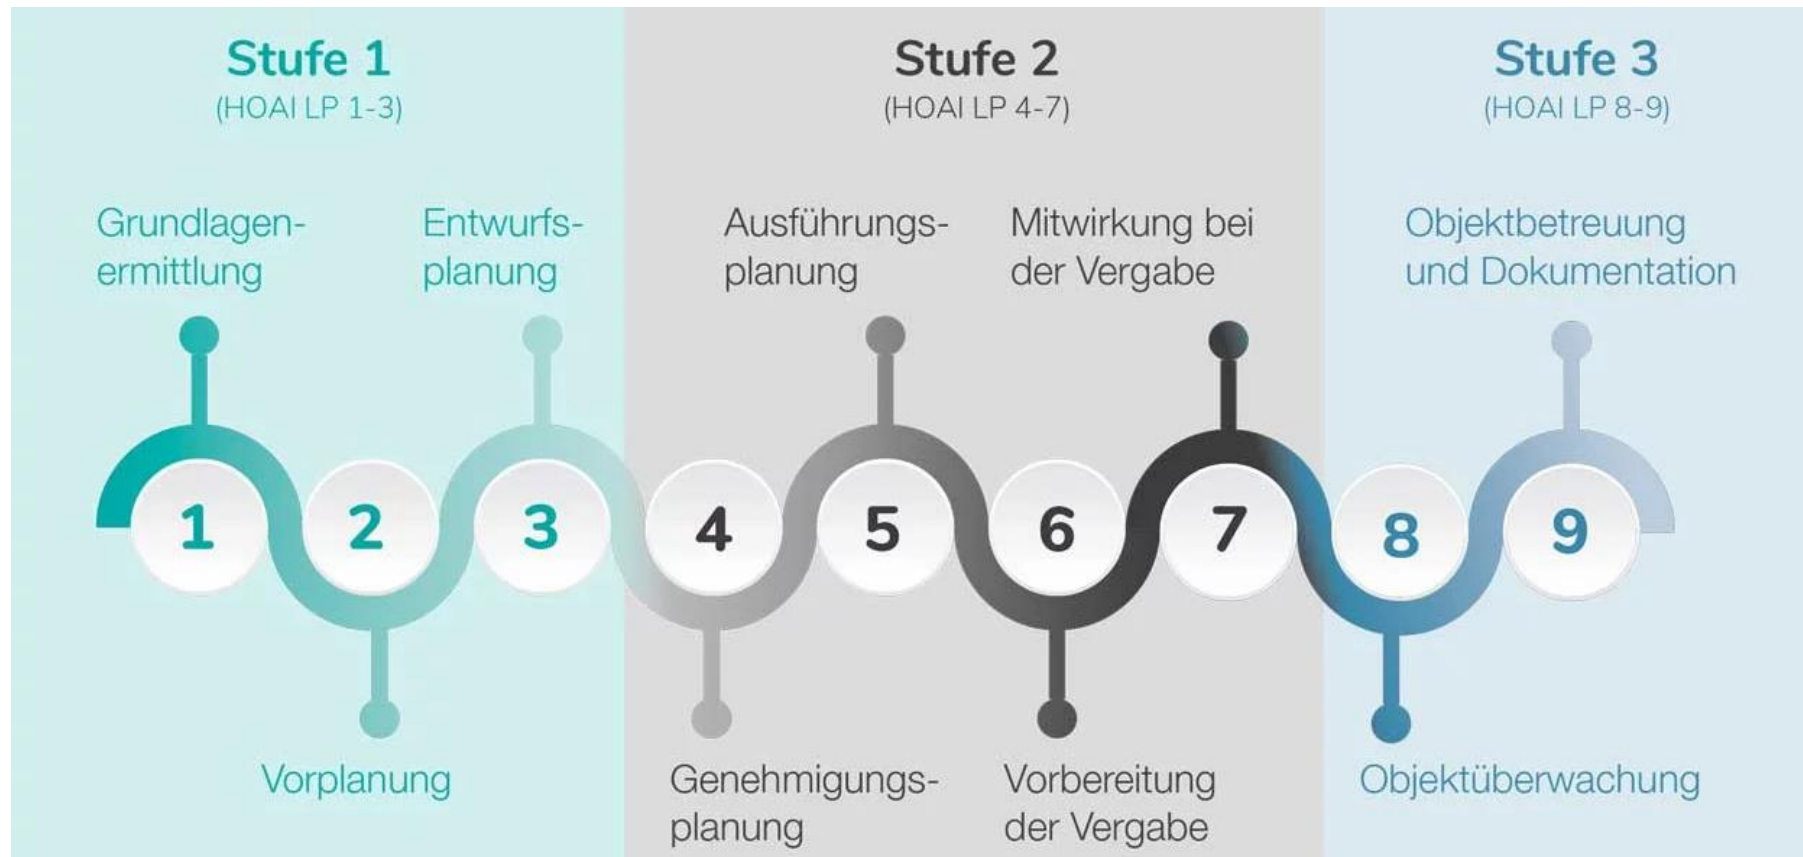 Stufe 1
(HOAI LP 1-3)
Stufe 2
(HOAI LP 4-7)
Stufe 3
(HOAI LP 8-9)
Grundlagen-
ermittlung
Entwurfs-
planung
Ausführungs-
planung
Mitwirkung bei
der Vergabe
Objektbetreuung
und Dokumentation
1
2
3
4
5
6
7
8
9
Vorplanung
Genehmigungs-
planung
Vorbereitung
der Vergabe
Objektüberwachung